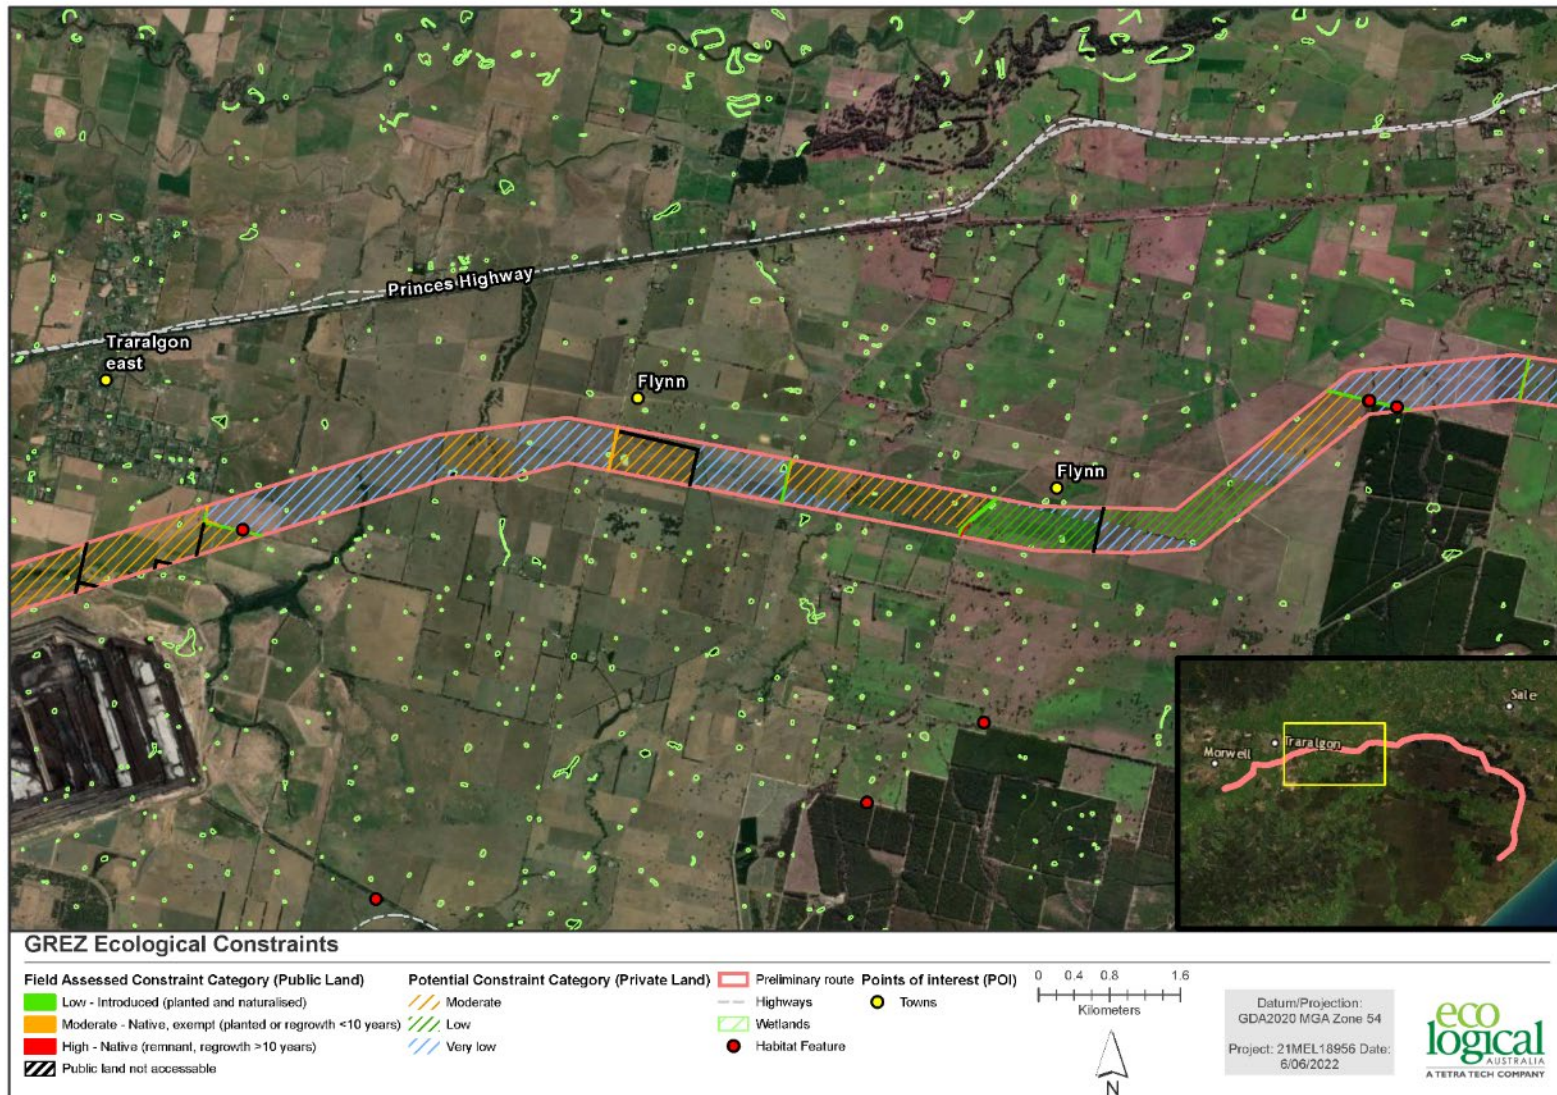 Princes Highway
Traralgon
east
Flynn
Flynn
Sale
Traralgon
Morwell
GREZ Ecological Constraints
Field Assessed Constraint Category (Public Land)
Low - Introduced (planted and naturalised)
Moderate - Native, exempt (planted or regrowth <10 years)
High - Native (remnant, regrowth >10 years)
Public land not accessable
Potential Constraint Category (Private Land)
Moderate
Low
Very low
Preliminary route
Highways
Wetlands
Habitat Feature
Points of interest (POI)
Towns
0 0.4 0.8 1.6
Kilometers
N
Datum/Projection:
GDA2020 MGA Zone 54
Project: 21MEL18956 Date:
6/06/2022
eco
logical
AUSTRALIA
A TETRA TECH COMPANY